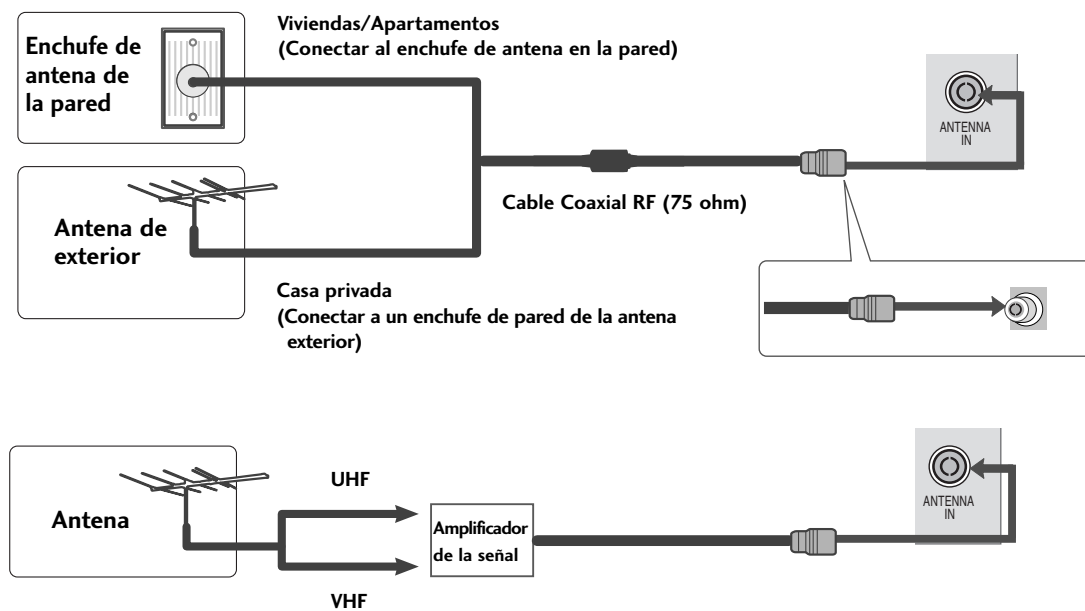 Enchufe de
antena de
la pared
Viviendas/Apartamentos
(Conectar al enchufe de antena en la pared)
ANTENNA
IN
Cable Coaxial RF (75 ohm)
Antena de
exterior
Casa privada
(Conectar a un enchufe de pared de la antena
exterior)
Antena
UHF
VHF
Amplificador
de la señal
ANTENNA
IN